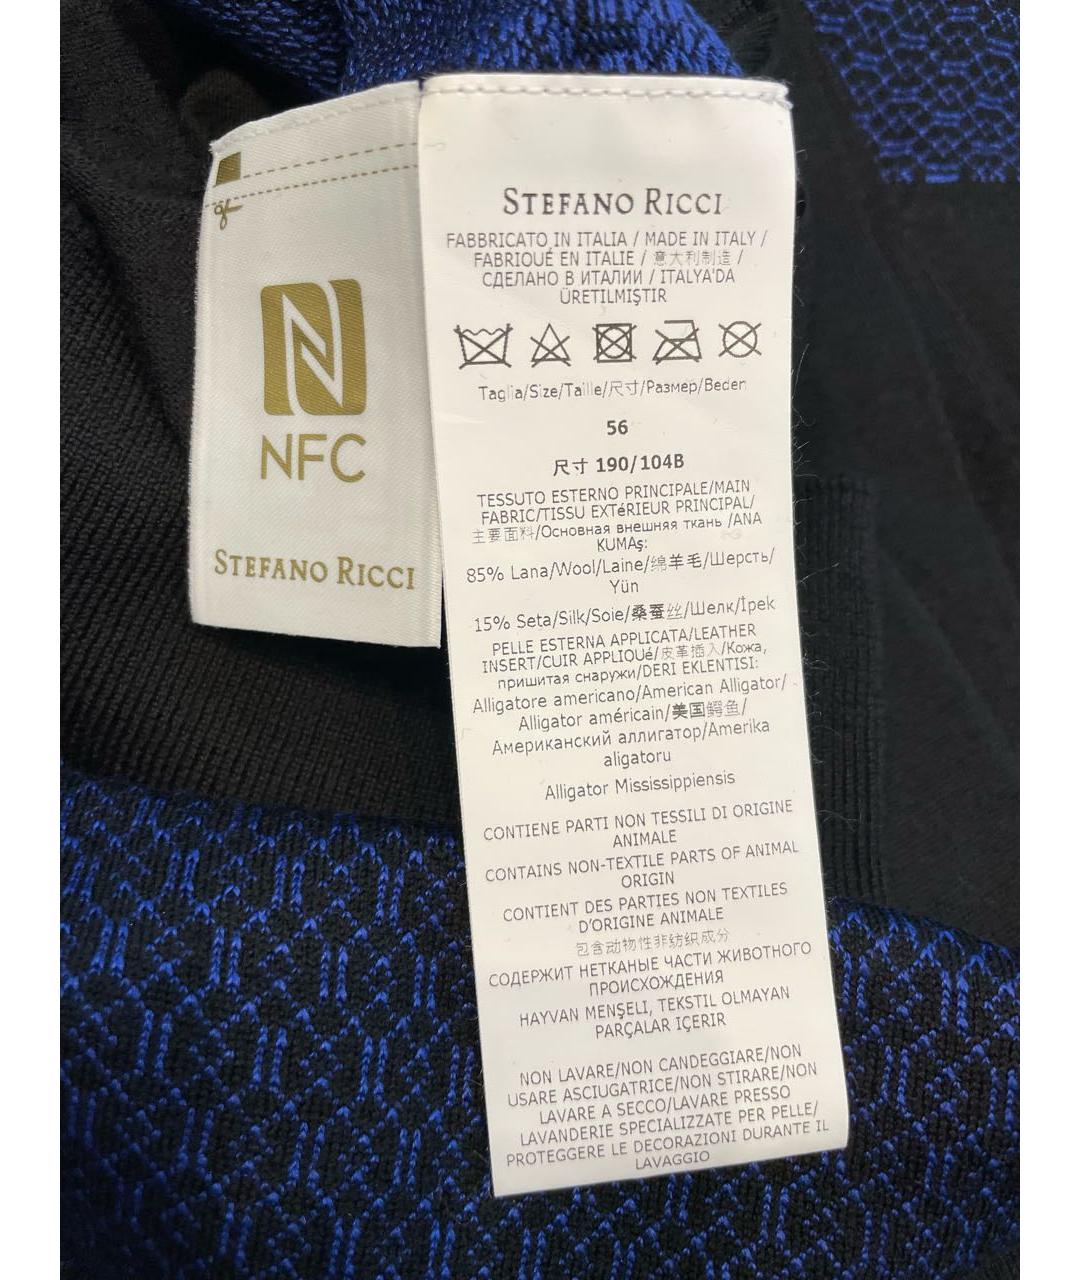 NFC
STEFANO RICCI
STEFANO RICCI
FABBRICATO IN ITALIA / MADE IN ITALY /
FABRIOUÉ EN ITALIE / 意大利制造 /
СДЕЛАНО В ИТАЛИИ / ITALYA'DA
ÜRETILMIŞTIR
Taglia/Size/Taille/尺寸/Размер/Beden
56
尺寸 190/104B
TESSUTO ESTERNO PRINCIPALE/MAIN
FABRIC/TISSU EXTéRIEUR PRINCIPAL/
主要面料/Основная внешняя ткань /ANA
KUMAş:
85% Lana/Wool/Laine/绵羊毛/Шерсть/
Yün
15% Seta/Silk/Soie/桑蚕丝/Шелк/İpek
PELLE ESTERNA APPLICATA/LEATHER
INSERT/CUIR APPLIQUé/皮革插入/Кожа,
пришитая снаружи/DERI EKLENTISI:
Alligatore americano/American Alligator/
Alligator américain/美国鳄鱼/
Американский аллигатор/Amerika
aligatoru
Alligator Mississippiensis
CONTIENE PARTI NON TESSILI DI ORIGINE
ANIMALE
CONTAINS NON-TEXTILE PARTS OF ANIMAL
ORIGIN
CONTIENT DES PARTIES NON TEXTILES
D'ORIGINE ANIMALE
包含动物性非纺织成分
СОДЕРЖИТ НЕТКАНЫЕ ЧАСТИ ЖИВОТНОГО
ПРОИСХОЖДЕНИЯ
HAYVAN MENŞELI, TEKSTIL OLMAYAN
PARÇALAR IÇERIR
NON LAVARE/NON CANDEGGIARE/NON
USARE ASCIUGATRICE/NON STIRARE/NON
LAVARE A SECCO/LAVARE PRESSO
LAVANDERIE SPECIALIZZATE PER PELLE/
PROTEGGERE LE DECORAZIONI DURANTE IL
LAVAGGIO